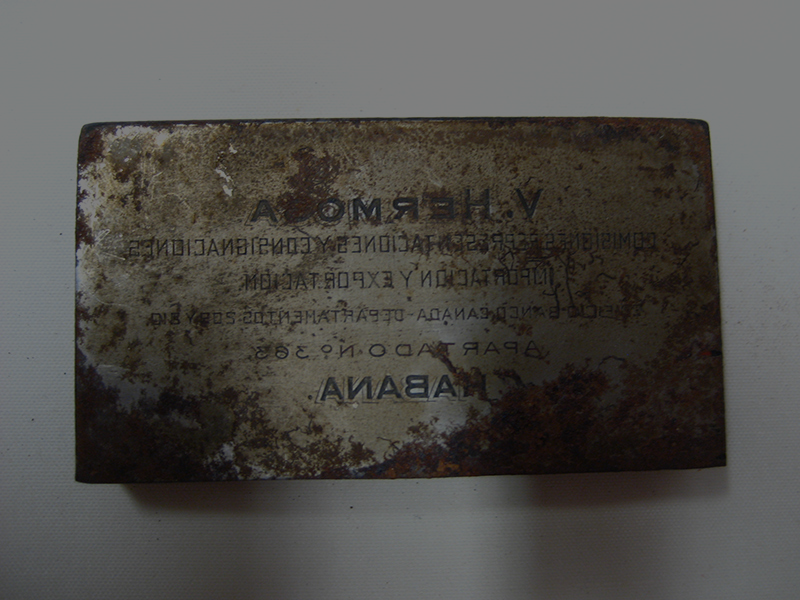 V. HERMOSA
COMISIONES REPRESENTACIONES Y CONSIGNACIONES
IMPORTACION Y EXPORTACION
BANCO CANADA-DEPARTAMENTOS 209 Y 210
APARTADO Nº 363
HABANA